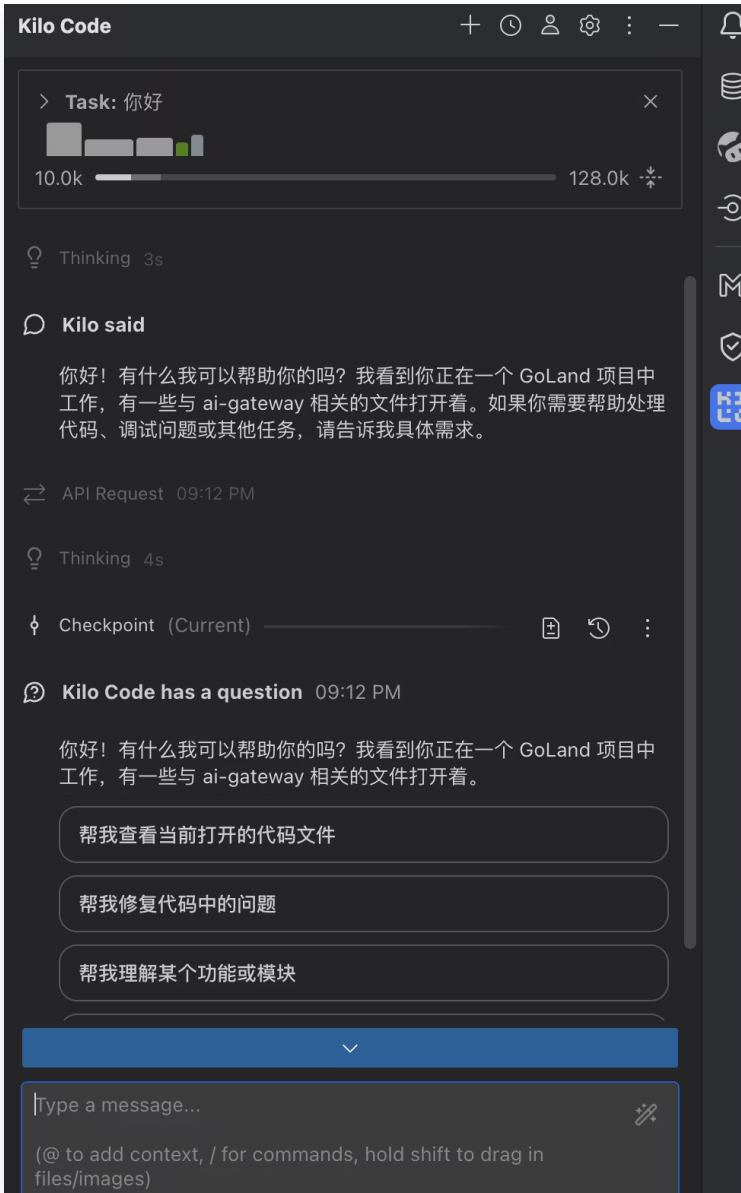 Kilo Code
Task: 你好
10.0k 128.0k
Thinking 3s
Kilo said
你好！有什么我可以帮助你的吗？我看到你正在一个 GoLand 项目中
工作，有一些与 ai-gateway 相关的文件打开着。如果你需要帮助处理
代码、调试问题或其他任务，请告诉我具体需求。
API Request 09:12 PM
Thinking 4s
Checkpoint (Current)
Kilo Code has a question 09:12 PM
你好！有什么我可以帮助你的吗？我看到你正在一个 GoLand 项目中
工作，有一些与 ai-gateway 相关的文件打开着。
帮我查看当前打开的代码文件
帮我修复代码中的问题
帮我理解某个功能或模块
Type a message...
(@ to add context, / for commands, hold shift to drag in
files/images)